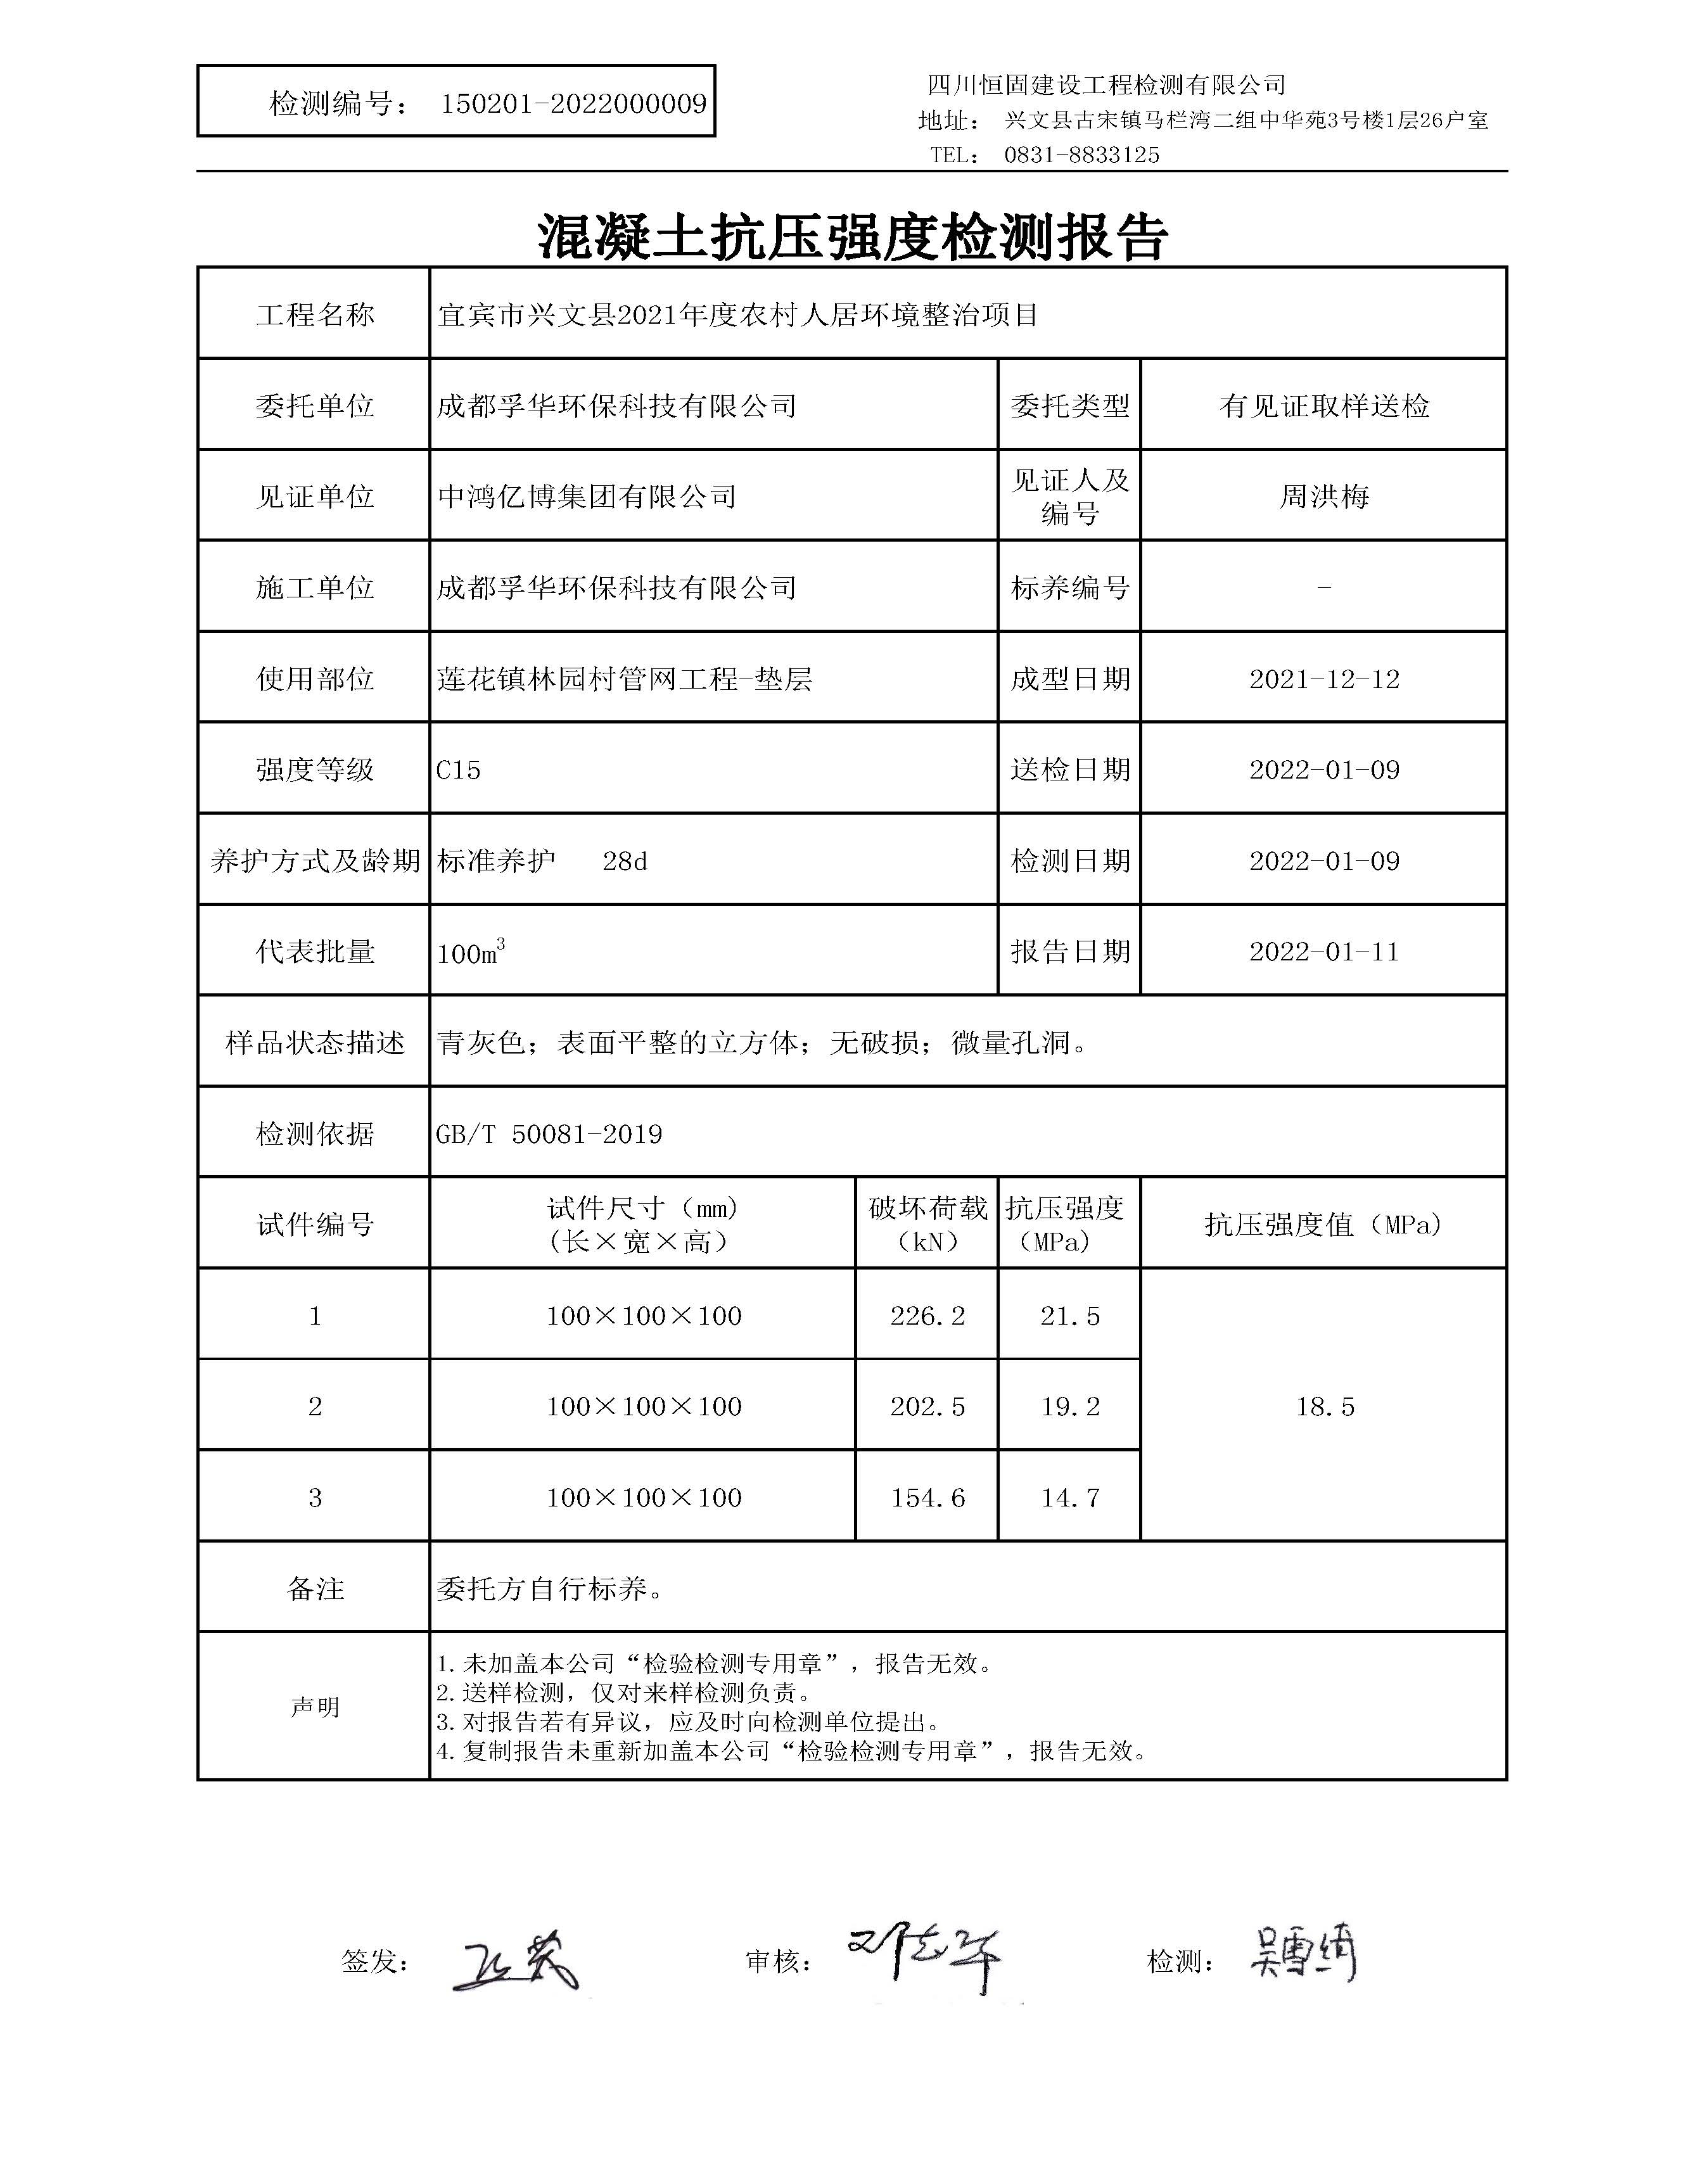 检测编号： 150201-2022000009
四川恒固建设工程检测有限公司
地址： 兴文县古宋镇马栏湾二组中华苑3号楼1层26户室
TEL： 0831-8833125
混凝土抗压强度检测报告
工程名称 宜宾市兴文县2021年度农村人居环境整治项目
委托单位 成都孚华环保科技有限公司 委托类型 有见证取样送检
见证单位 中鸿亿博集团有限公司 见证人及编号 周洪梅
施工单位 成都孚华环保科技有限公司 标养编号 -
使用部位 莲花镇林园村管网工程-垫层 成型日期 2021-12-12
强度等级 C15 送检日期 2022-01-09
养护方式及龄期 标准养护 28d 检测日期 2022-01-09
代表批量 100m³ 报告日期 2022-01-11
样品状态描述 青灰色；表面平整的立方体；无破损；微量孔洞。
检测依据 GB/T 50081-2019
试件编号 试件尺寸（mm）（长×宽×高） 破坏荷载（kN） 抗压强度（MPa） 抗压强度值（MPa）
1 100×100×100 226.2 21.5
2 100×100×100 202.5 19.2 18.5
3 100×100×100 154.6 14.7
备注 委托方自行标养。
声明
1.未加盖本公司“检验检测专用章”，报告无效。
2.送样检测，仅对来样检测负责。
3.对报告若有异议，应及时向检测单位提出。
4.复制报告未重新加盖本公司“检验检测专用章”，报告无效。
签发： 审核： 检测： 吴雪绮